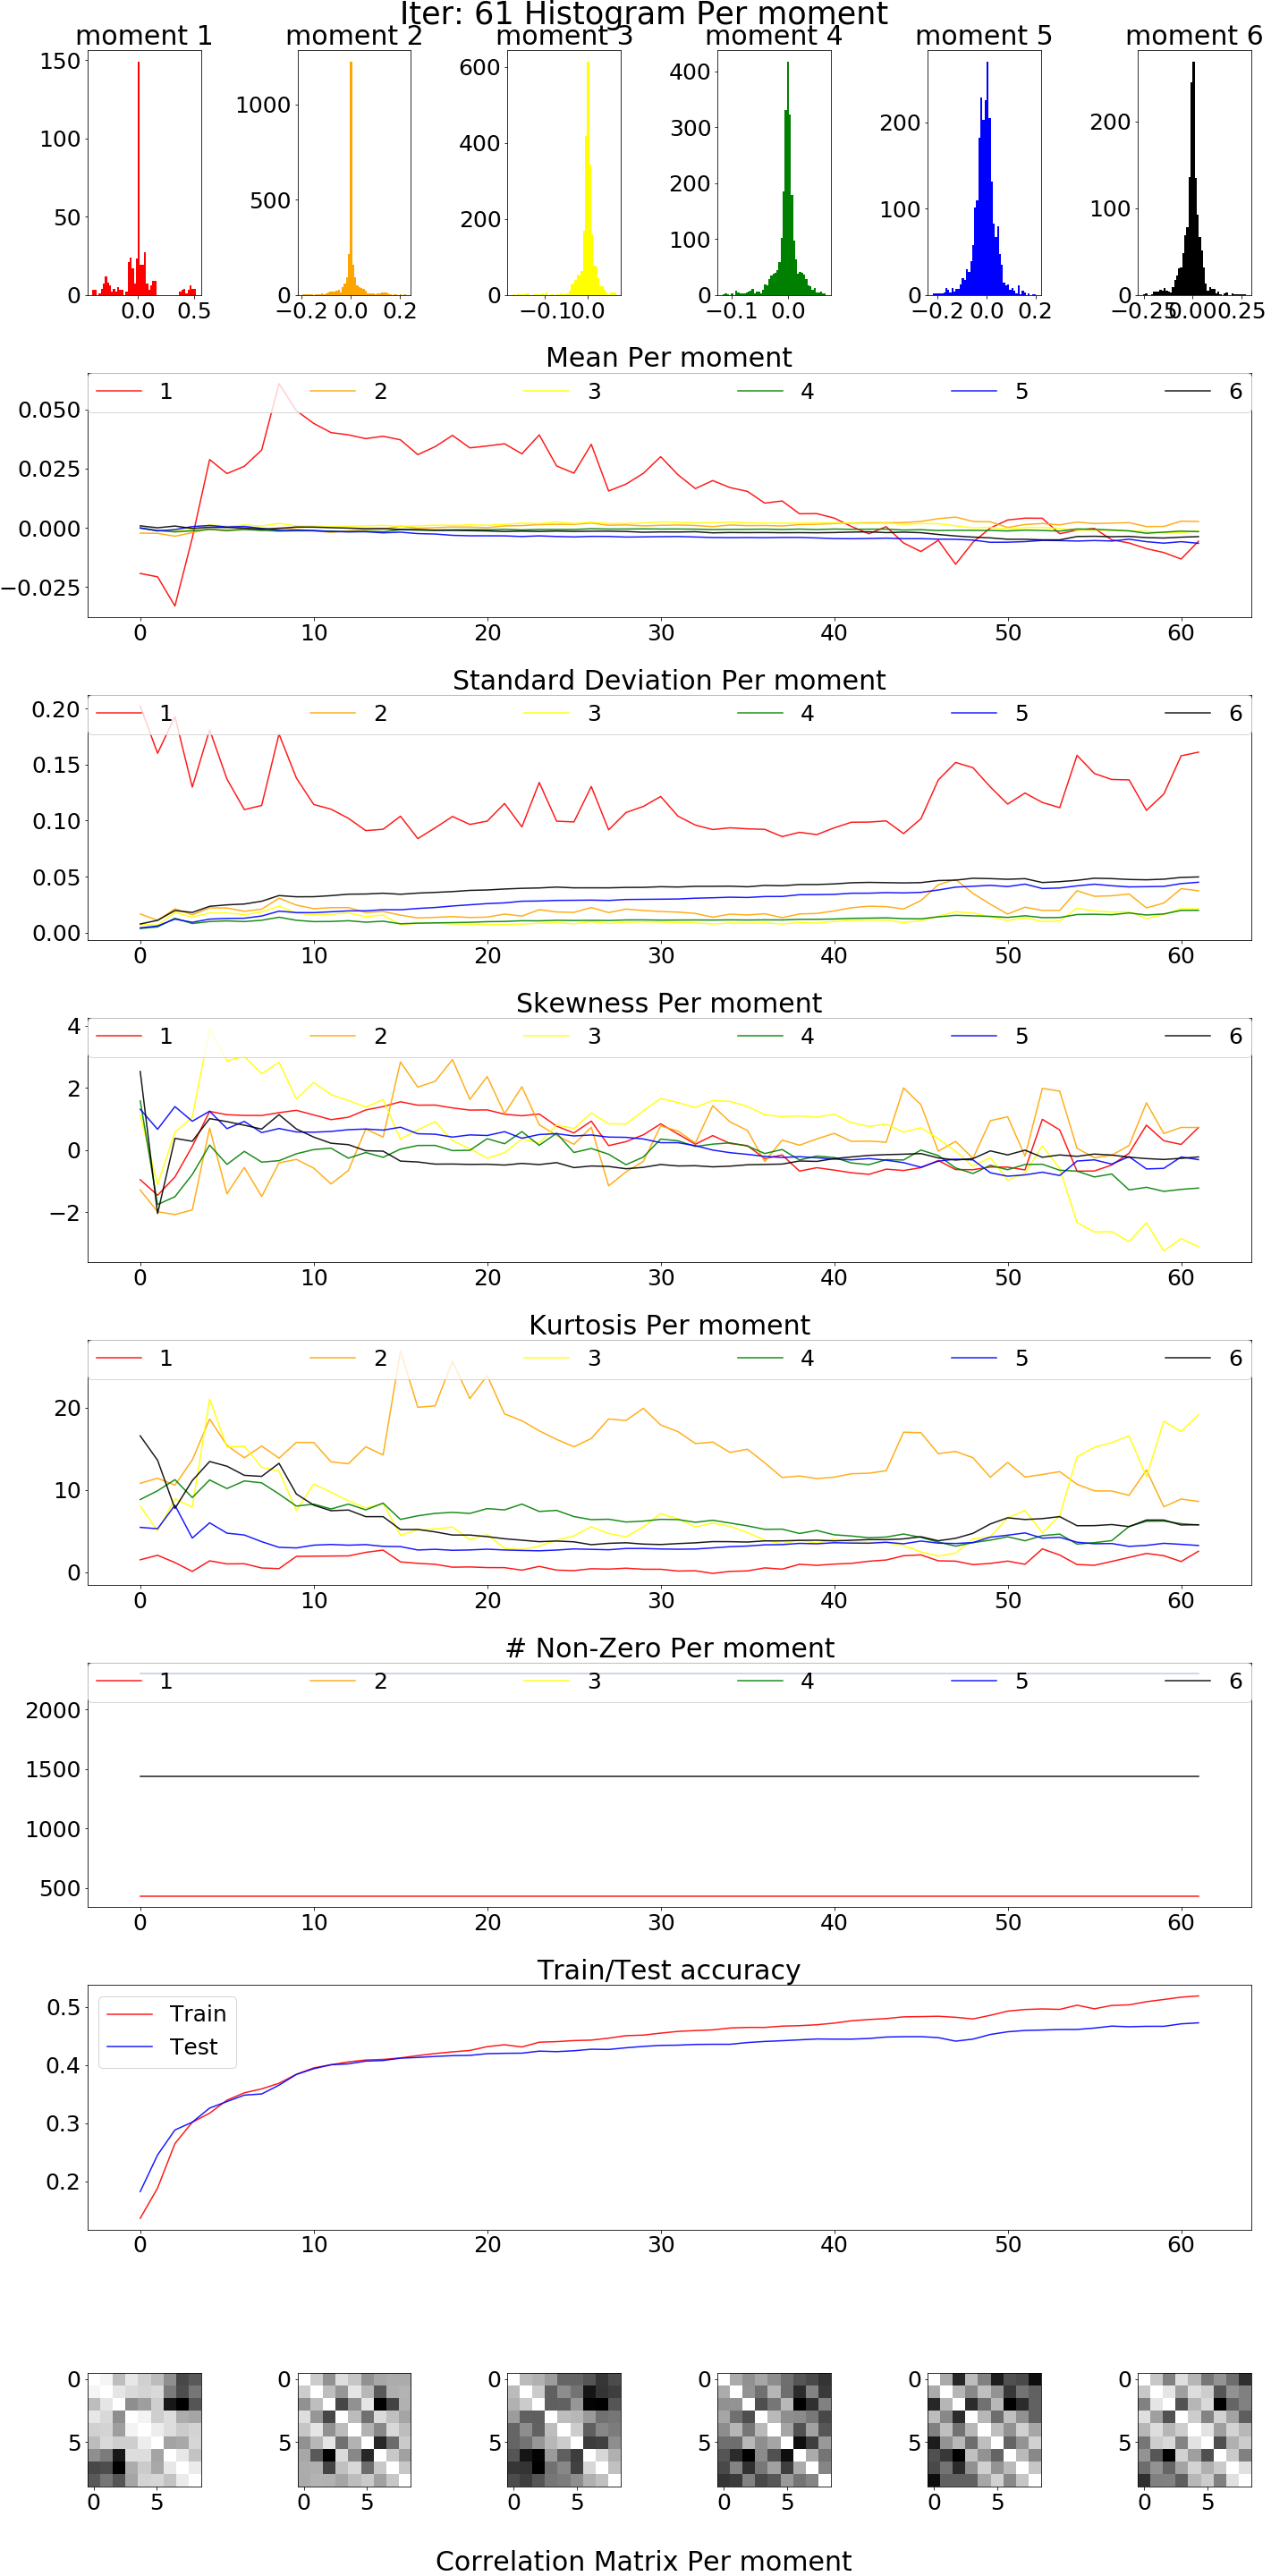 Iter: 61 Histogram Per moment
moment 1 moment 2 moment 3 moment 4 moment 5 moment 6
150 100 50 0
0.0 0.5
1000 500 0
−0.2 0.0 0.2
600 400 200 0
−0.1 0.0
400 300 200 100 0
−0.1 0.0
200 100 0
−0.2 0.0 0.2
200 100 0
−0.25 0.00 0.25
Mean Per moment
1 2 3 4 5 6
0.050
0.025
0.000
−0.025
0 10 20 30 40 50 60
Standard Deviation Per moment
1 2 3 4 5 6
0.20
0.15
0.10
0.05
0.00
0 10 20 30 40 50 60
Skewness Per moment
1 2 3 4 5 6
4
2
0
−2
0 10 20 30 40 50 60
Kurtosis Per moment
1 2 3 4 5 6
20
10
0
0 10 20 30 40 50 60
# Non-Zero Per moment
1 2 3 4 5 6
2000
1500
1000
500
0 10 20 30 40 50 60
Train/Test accuracy
Train
Test
0.5
0.4
0.3
0.2
0 10 20 30 40 50 60
0 0 0 0 0 0
5 5 5 5 5 5
0 5 0 5 0 5 0 5 0 5 0 5
Correlation Matrix Per moment